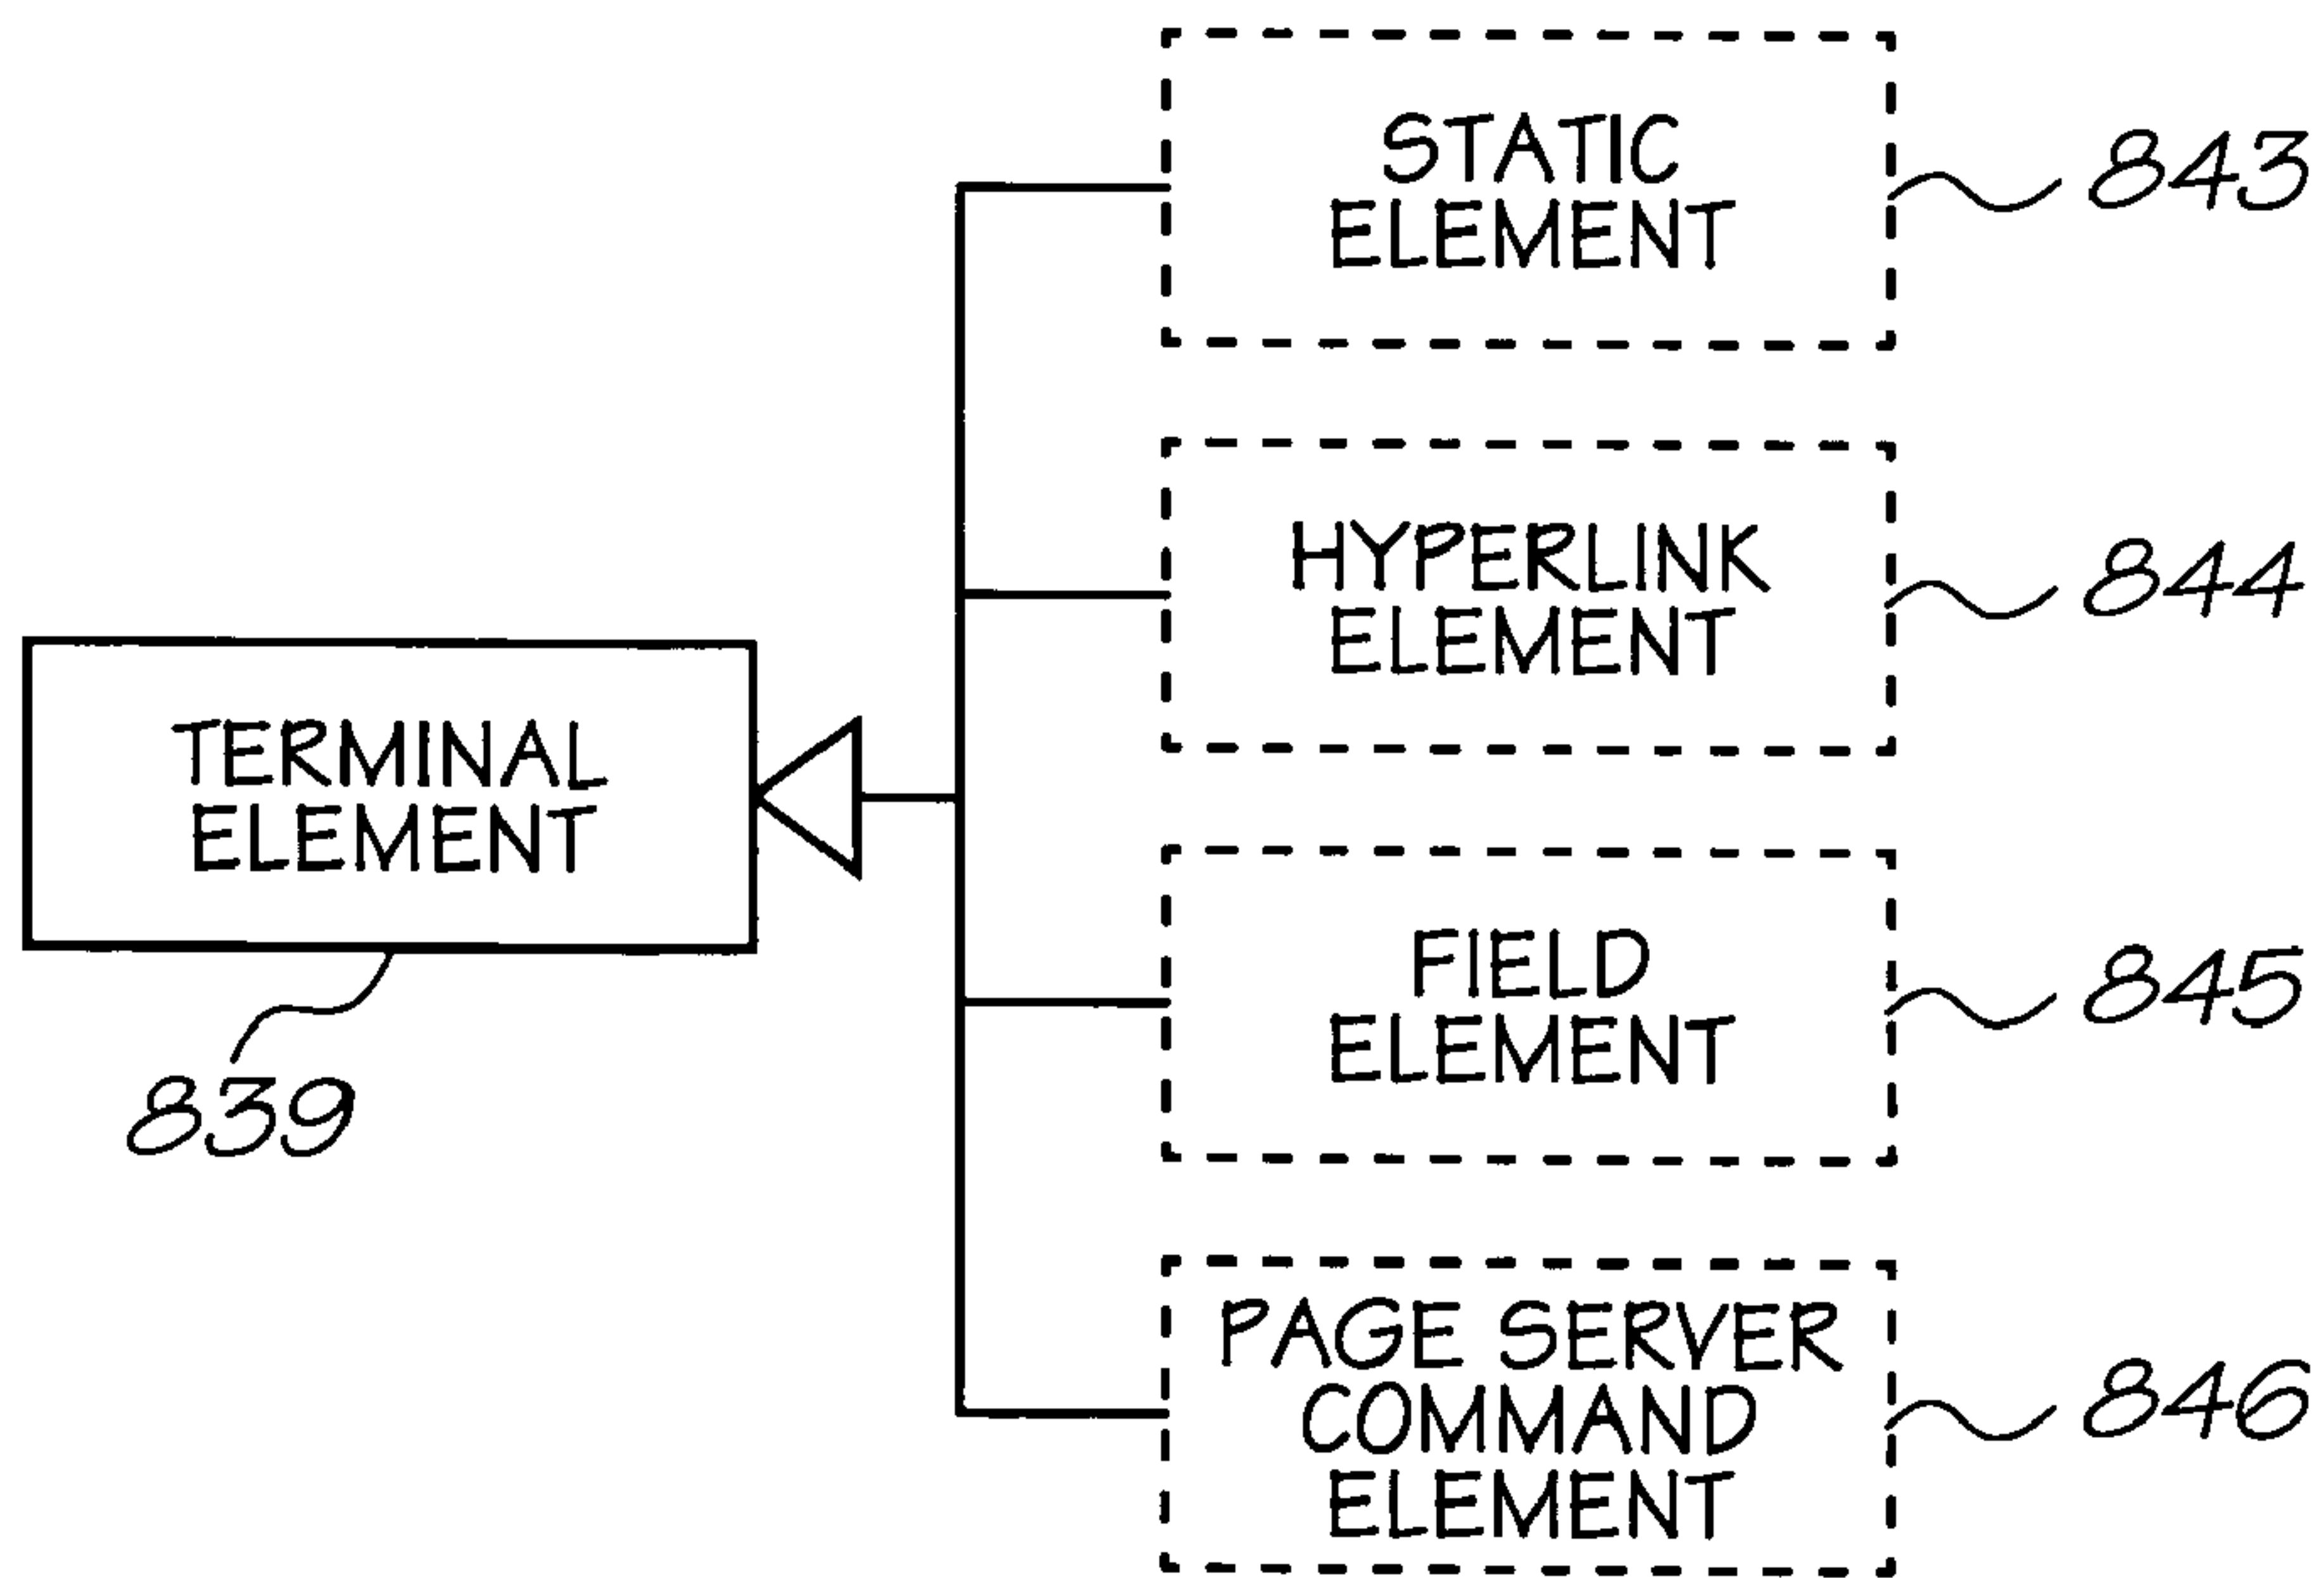 STATIC
ELEMENT
843
HYPERLINK
ELEMENT
844
TERMINAL
ELEMENT
839
FIELD
ELEMENT
845
PAGE SERVER
COMMAND
ELEMENT
846